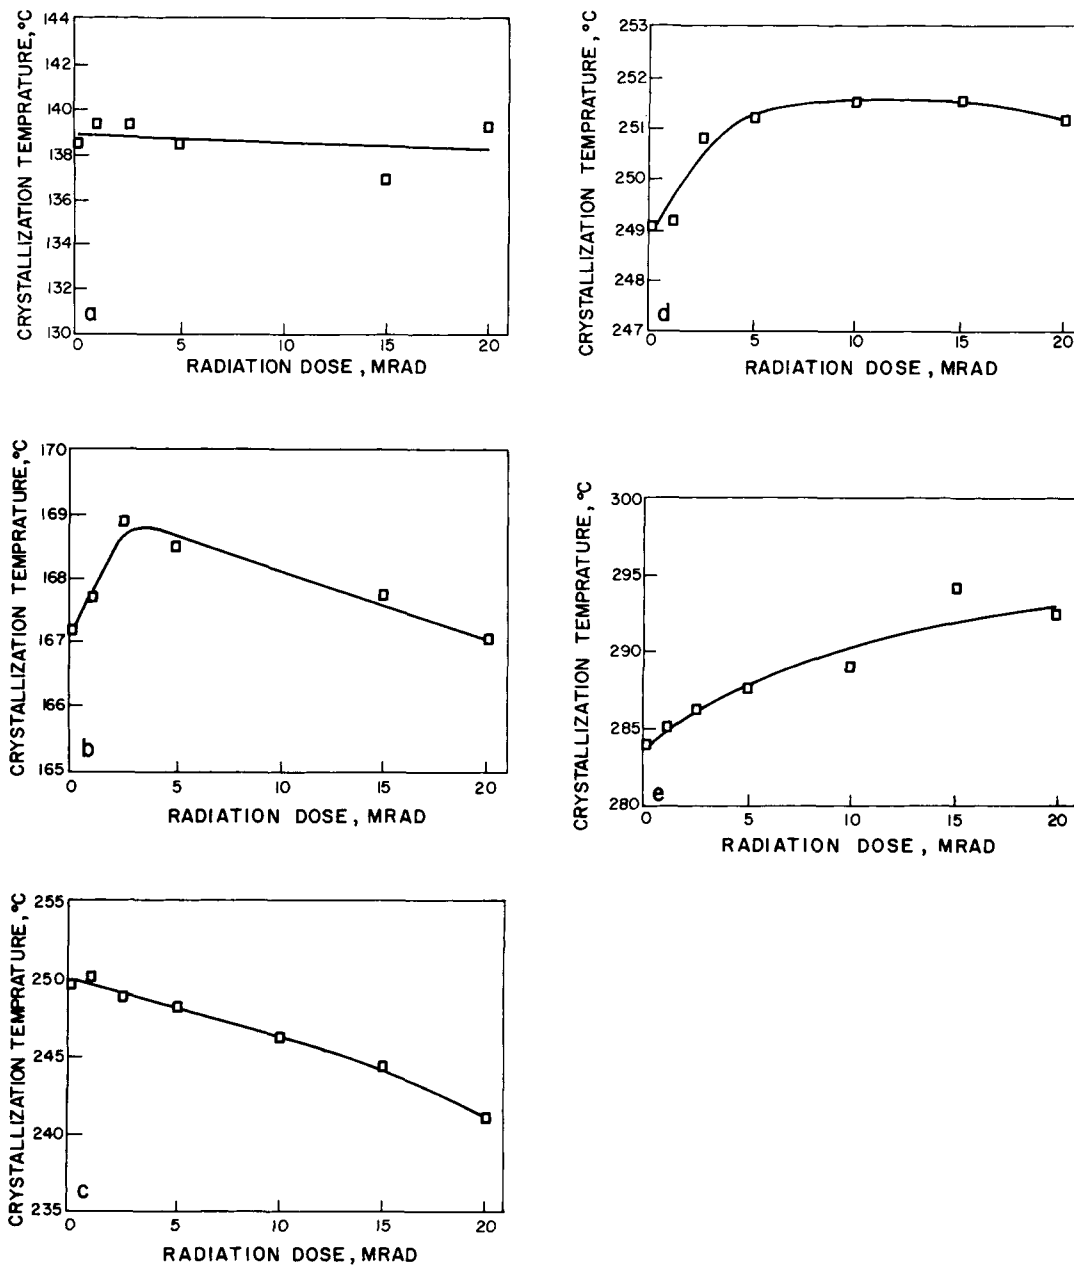 CRYSTALLIZATION TEMPRATURE, °C
144
142
140
138
136
134
132
130
a
0 5 10 15 20
RADIATION DOSE, MRAD
CRYSTALLIZATION TEMPRATURE, °C
170
169
168
167
166
165
b
0 5 10 15 20
RADIATION DOSE, MRAD
CRYSTALLIZATION TEMPRATURE, °C
255
250
245
240
235
c
0 5 10 15 20
RADIATION DOSE, MRAD
CRYSTALLIZATION TEMPRATURE, °C
253
252
251
250
249
248
247
d
0 5 10 15 20
RADIATION DOSE, MRAD
CRYSTALLIZATION TEMPRATURE, °C
300
295
290
285
280
e
0 5 10 15 20
RADIATION DOSE, MRAD